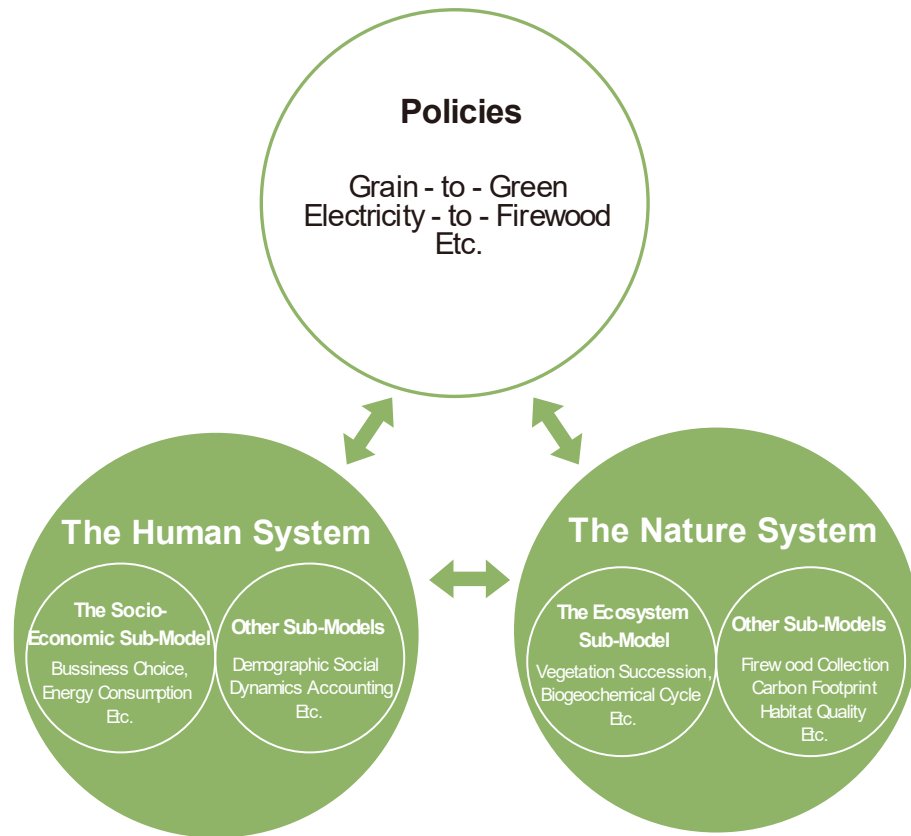 Policies
Grain - to - Green
Electricity - to - Firewood
Etc.
The Human System
The Socio-
Economic Sub-Model
Bussiness Choice,
Energy Consumption
Etc.
Other Sub-Models
Demographic Social
Dynamics Accounting
Etc.
The Nature System
The Ecosystem
Sub-Model
Vegetation Succession,
Biogeochemical Cycle
Etc.
Other Sub-Models
Firewood Collection
Carbon Footprint
Habitat Quality
Etc.